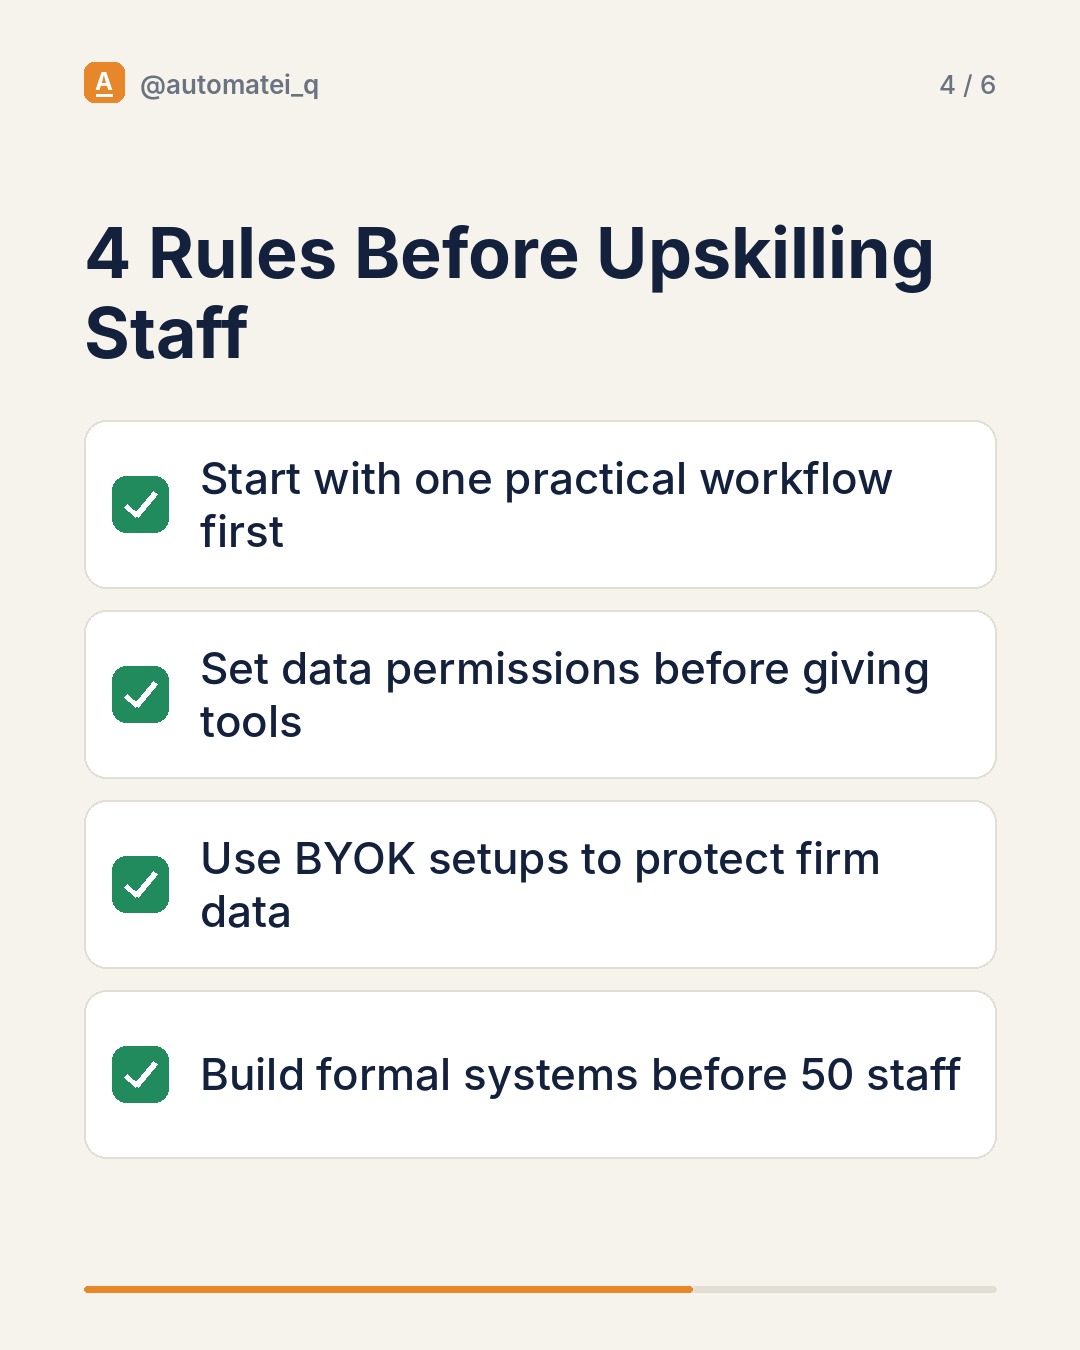 A @automatei_q
4 / 6
4 Rules Before Upskilling
Staff
Start with one practical workflow
first
Set data permissions before giving
tools
Use BYOK setups to protect firm
data
Build formal systems before 50 staff